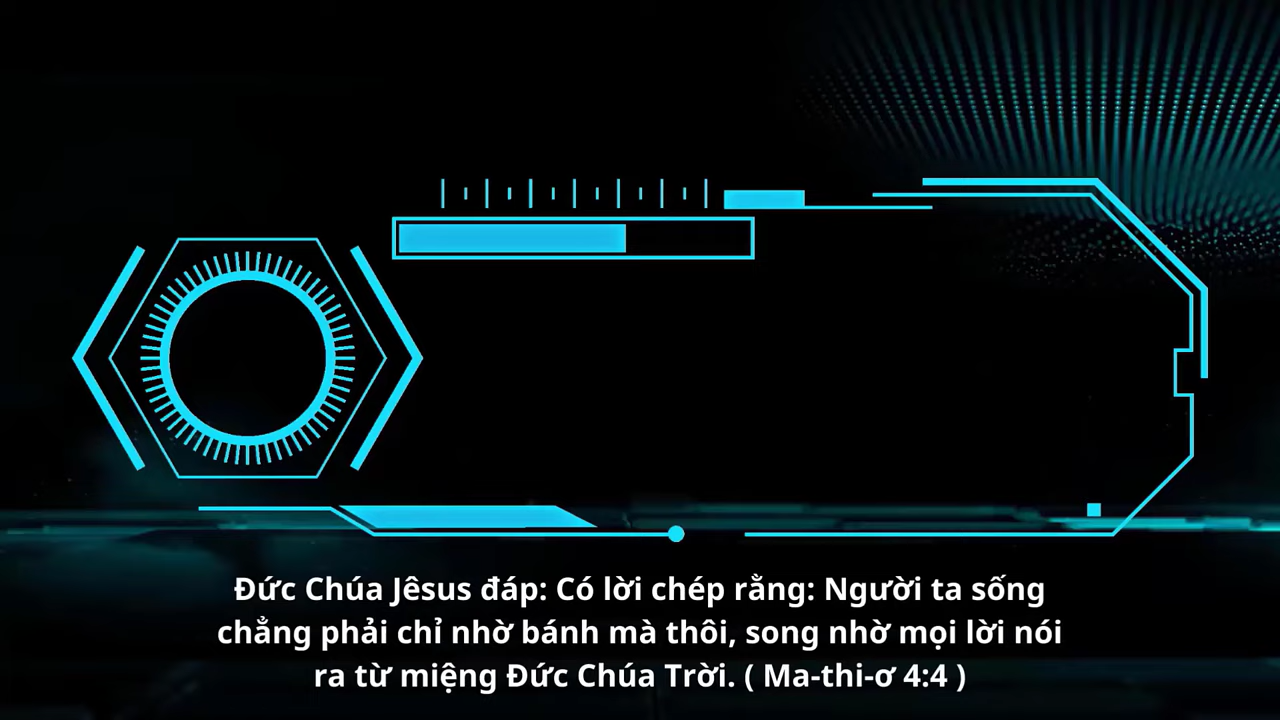 Đức Chúa Jêsus đáp: Có lời chép rằng: Người ta sống
chẳng phải chỉ nhờ bánh mà thôi, song nhờ mọi lời nói
ra từ miệng Đức Chúa Trời. ( Ma-thi-ơ 4:4 )